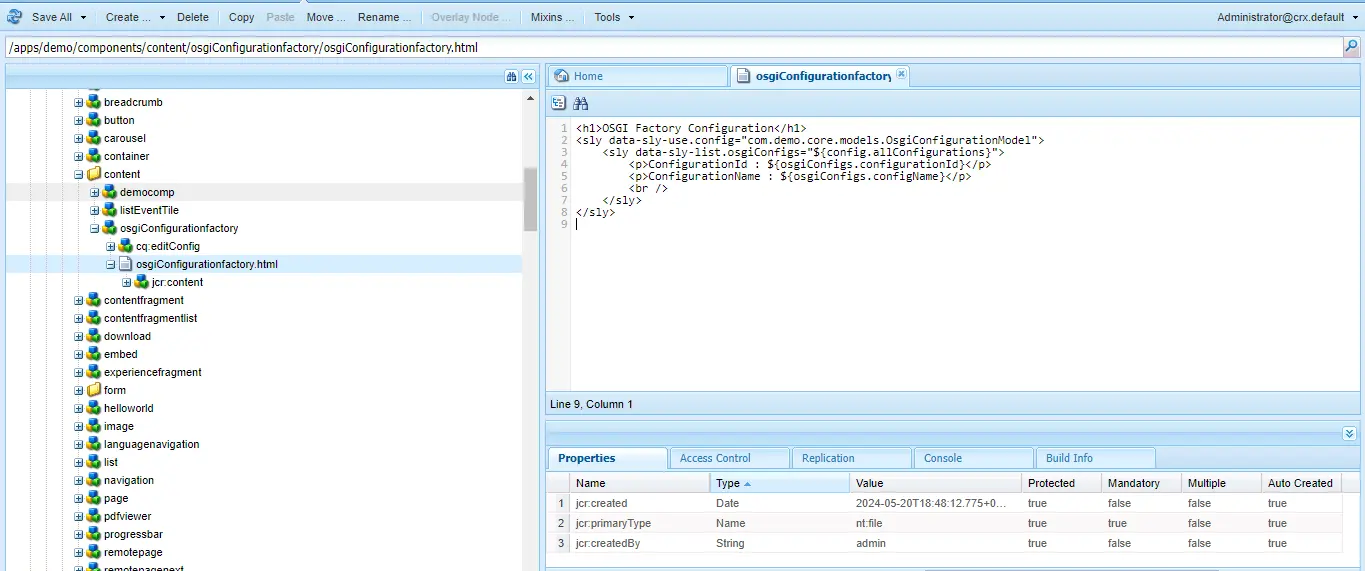 Save All Create ... Delete Copy Paste Move ... Rename ... Overlay Node ... Mixins ... Tools Administrator@crx.default
/apps/demo/components/content/osgiConfigurationfactory/osgiConfigurationfactory.html
breadcrumb
button
carousel
container
content
democomp
listEventTile
osgiConfigurationfactory
cq:editConfig
osgiConfigurationfactory.html
jcr:content
contentfragment
contentfragmentlist
download
embed
experiencefragment
form
helloworld
image
languagenavigation
list
navigation
page
pdfviewer
progressbar
remotepage
remotepagenext
Home osgiConfigurationfactory
1 <h1>OSGI Factory Configuration</h1>
2 <sly data-sly-use.config="com.demo.core.models.OsgiConfigurationModel">
3 <sly data-sly-list.osgiConfigs="${config.allConfigurations}">
4 <p>ConfigurationId : ${osgiConfigs.configurationId}</p>
5 <p>ConfigurationName : ${osgiConfigs.configName}</p>
6 <br />
7 </sly>
8 </sly>
9
Line 9, Column 1
Properties Access Control Replication Console Build Info
Name Type Value Protected Mandatory Multiple Auto Created
1 jcr:created Date 2024-05-20T18:48:12.775+0... true false false true
2 jcr:primaryType Name nt:file true true false true
3 jcr:createdBy String admin true false false true